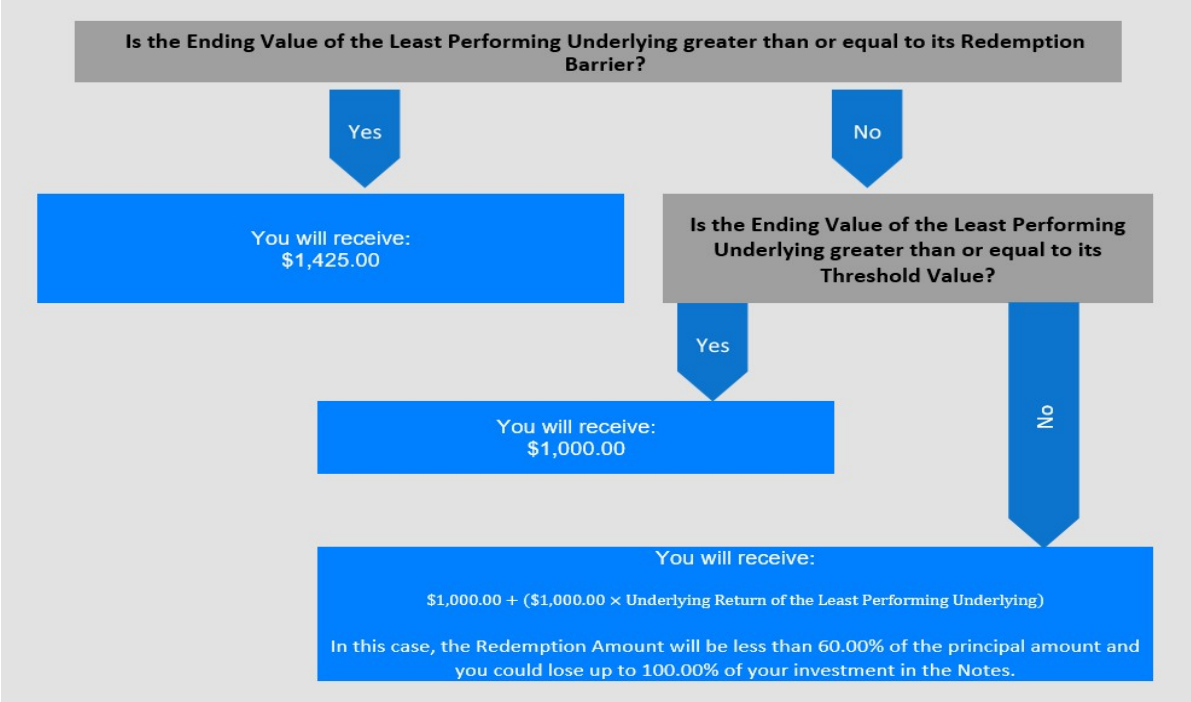 Is the Ending Value of the Least Performing Underlying greater than or equal to its Redemption
Barrier?
Yes
No
You will receive:
$1,425.00
Is the Ending Value of the Least Performing
Underlying greater than or equal to its
Threshold Value?
Yes
No
You will receive:
$1,000.00
You will receive:
$1,000.00 + ($1,000.00 × Underlying Return of the Least Performing Underlying)
In this case, the Redemption Amount will be less than 60.00% of the principal amount and
you could lose up to 100.00% of your investment in the Notes.